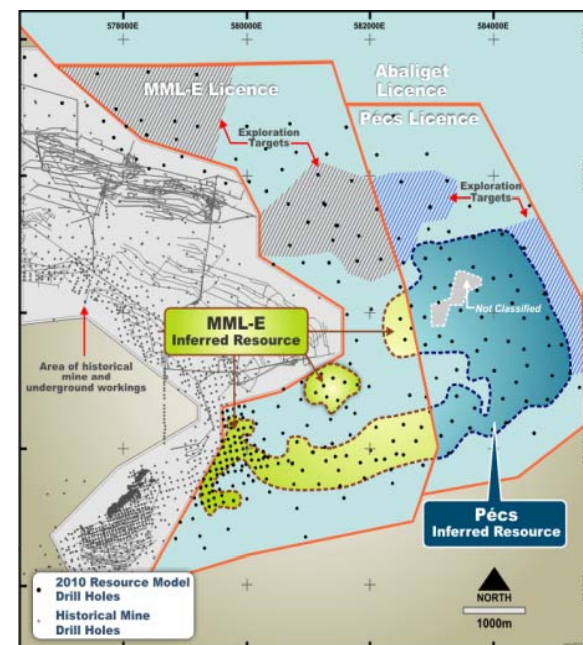 578000E
580000E
582000E
584000E
MML-E Licence
Abaliget
Licence
Pécs Licence
Exploration
Targets
Exploration
Targets
Not Classified
MML-E
Inferred Resource
Area of historical
mine and
underground workings
Pécs
Inferred Resource
2010 Resource Model
Drill Holes
Historical Mine
Drill Holes
NORTH
1000m